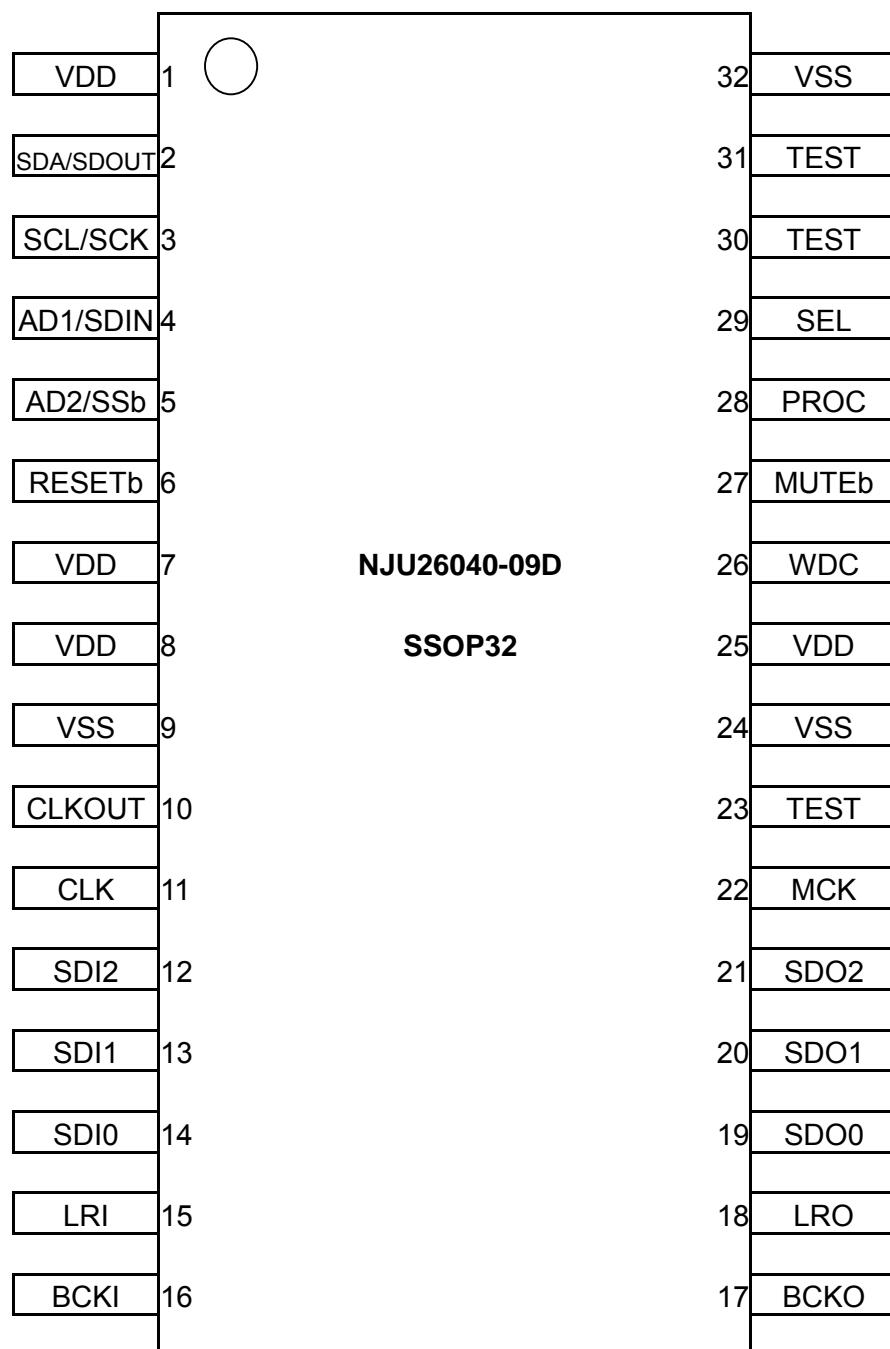 VDD 1 32 VSS
SDA/SDOUT 2 31 TEST
SCL/SCK 3 30 TEST
AD1/SDIN 4 29 SEL
AD2/SSb 5 28 PROC
RESETb 6 27 MUTEb
VDD 7 NJU26040-09D 26 WDC
VDD 8 SSOP32 25 VDD
VSS 9 24 VSS
CLKOUT 10 23 TEST
CLK 11 22 MCK
SDI2 12 21 SDO2
SDI1 13 20 SDO1
SDI0 14 19 SDO0
LRI 15 18 LRO
BCKI 16 17 BCKO